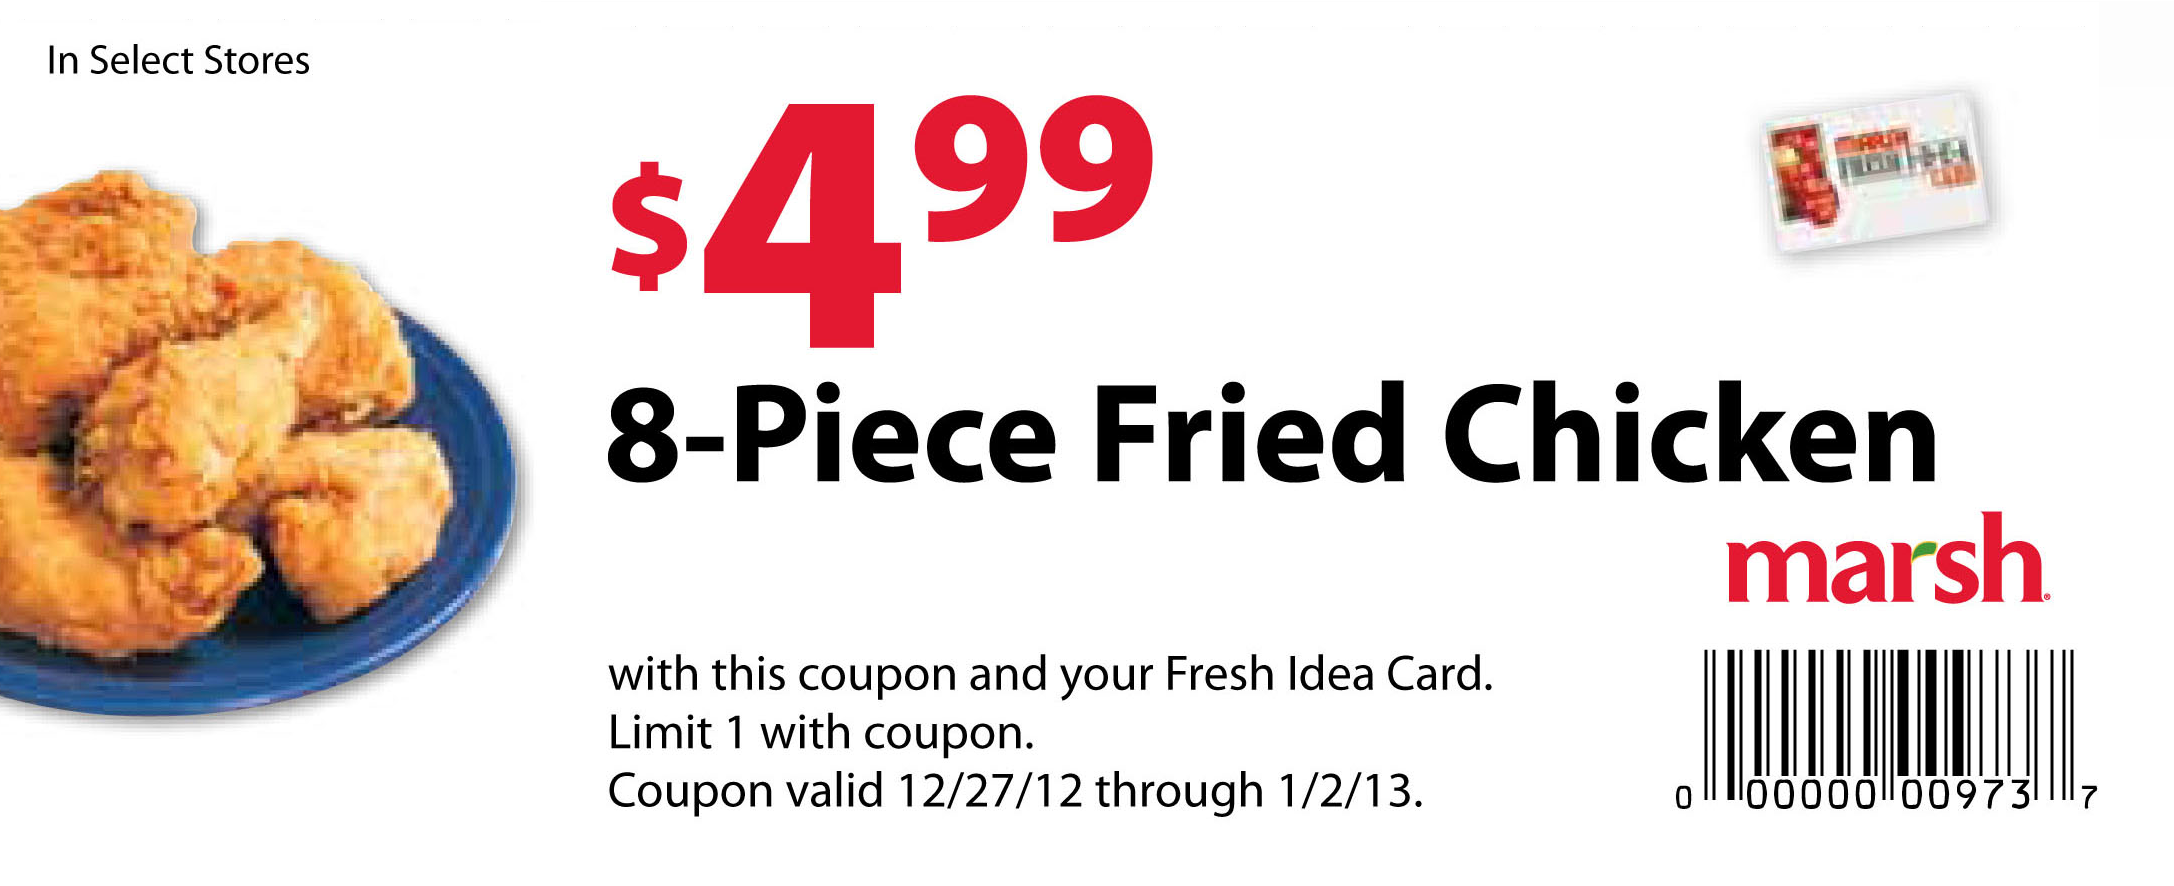 In Select Stores
$4 99
8-Piece Fried Chicken
marsh®
with this coupon and your Fresh Idea Card.
Limit 1 with coupon.
Coupon valid 12/27/12 through 1/2/13.
0 00000 00973 7